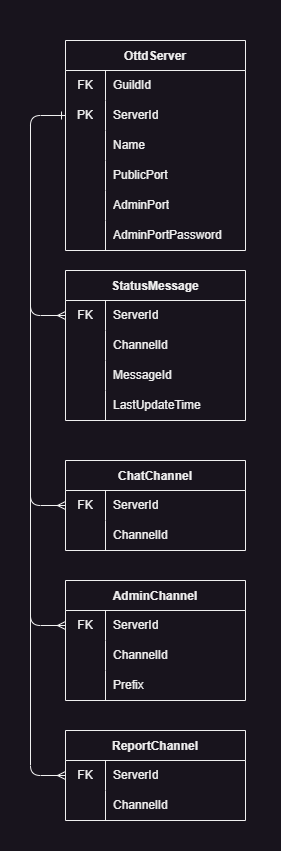 OttdServer
FK GuildId
PK ServerId
Name
PublicPort
AdminPort
AdminPortPassword
StatusMessage
FK ServerId
ChannelId
MessageId
LastUpdateTime
ChatChannel
FK ServerId
ChannelId
AdminChannel
FK ServerId
ChannelId
Prefix
ReportChannel
FK ServerId
ChannelId